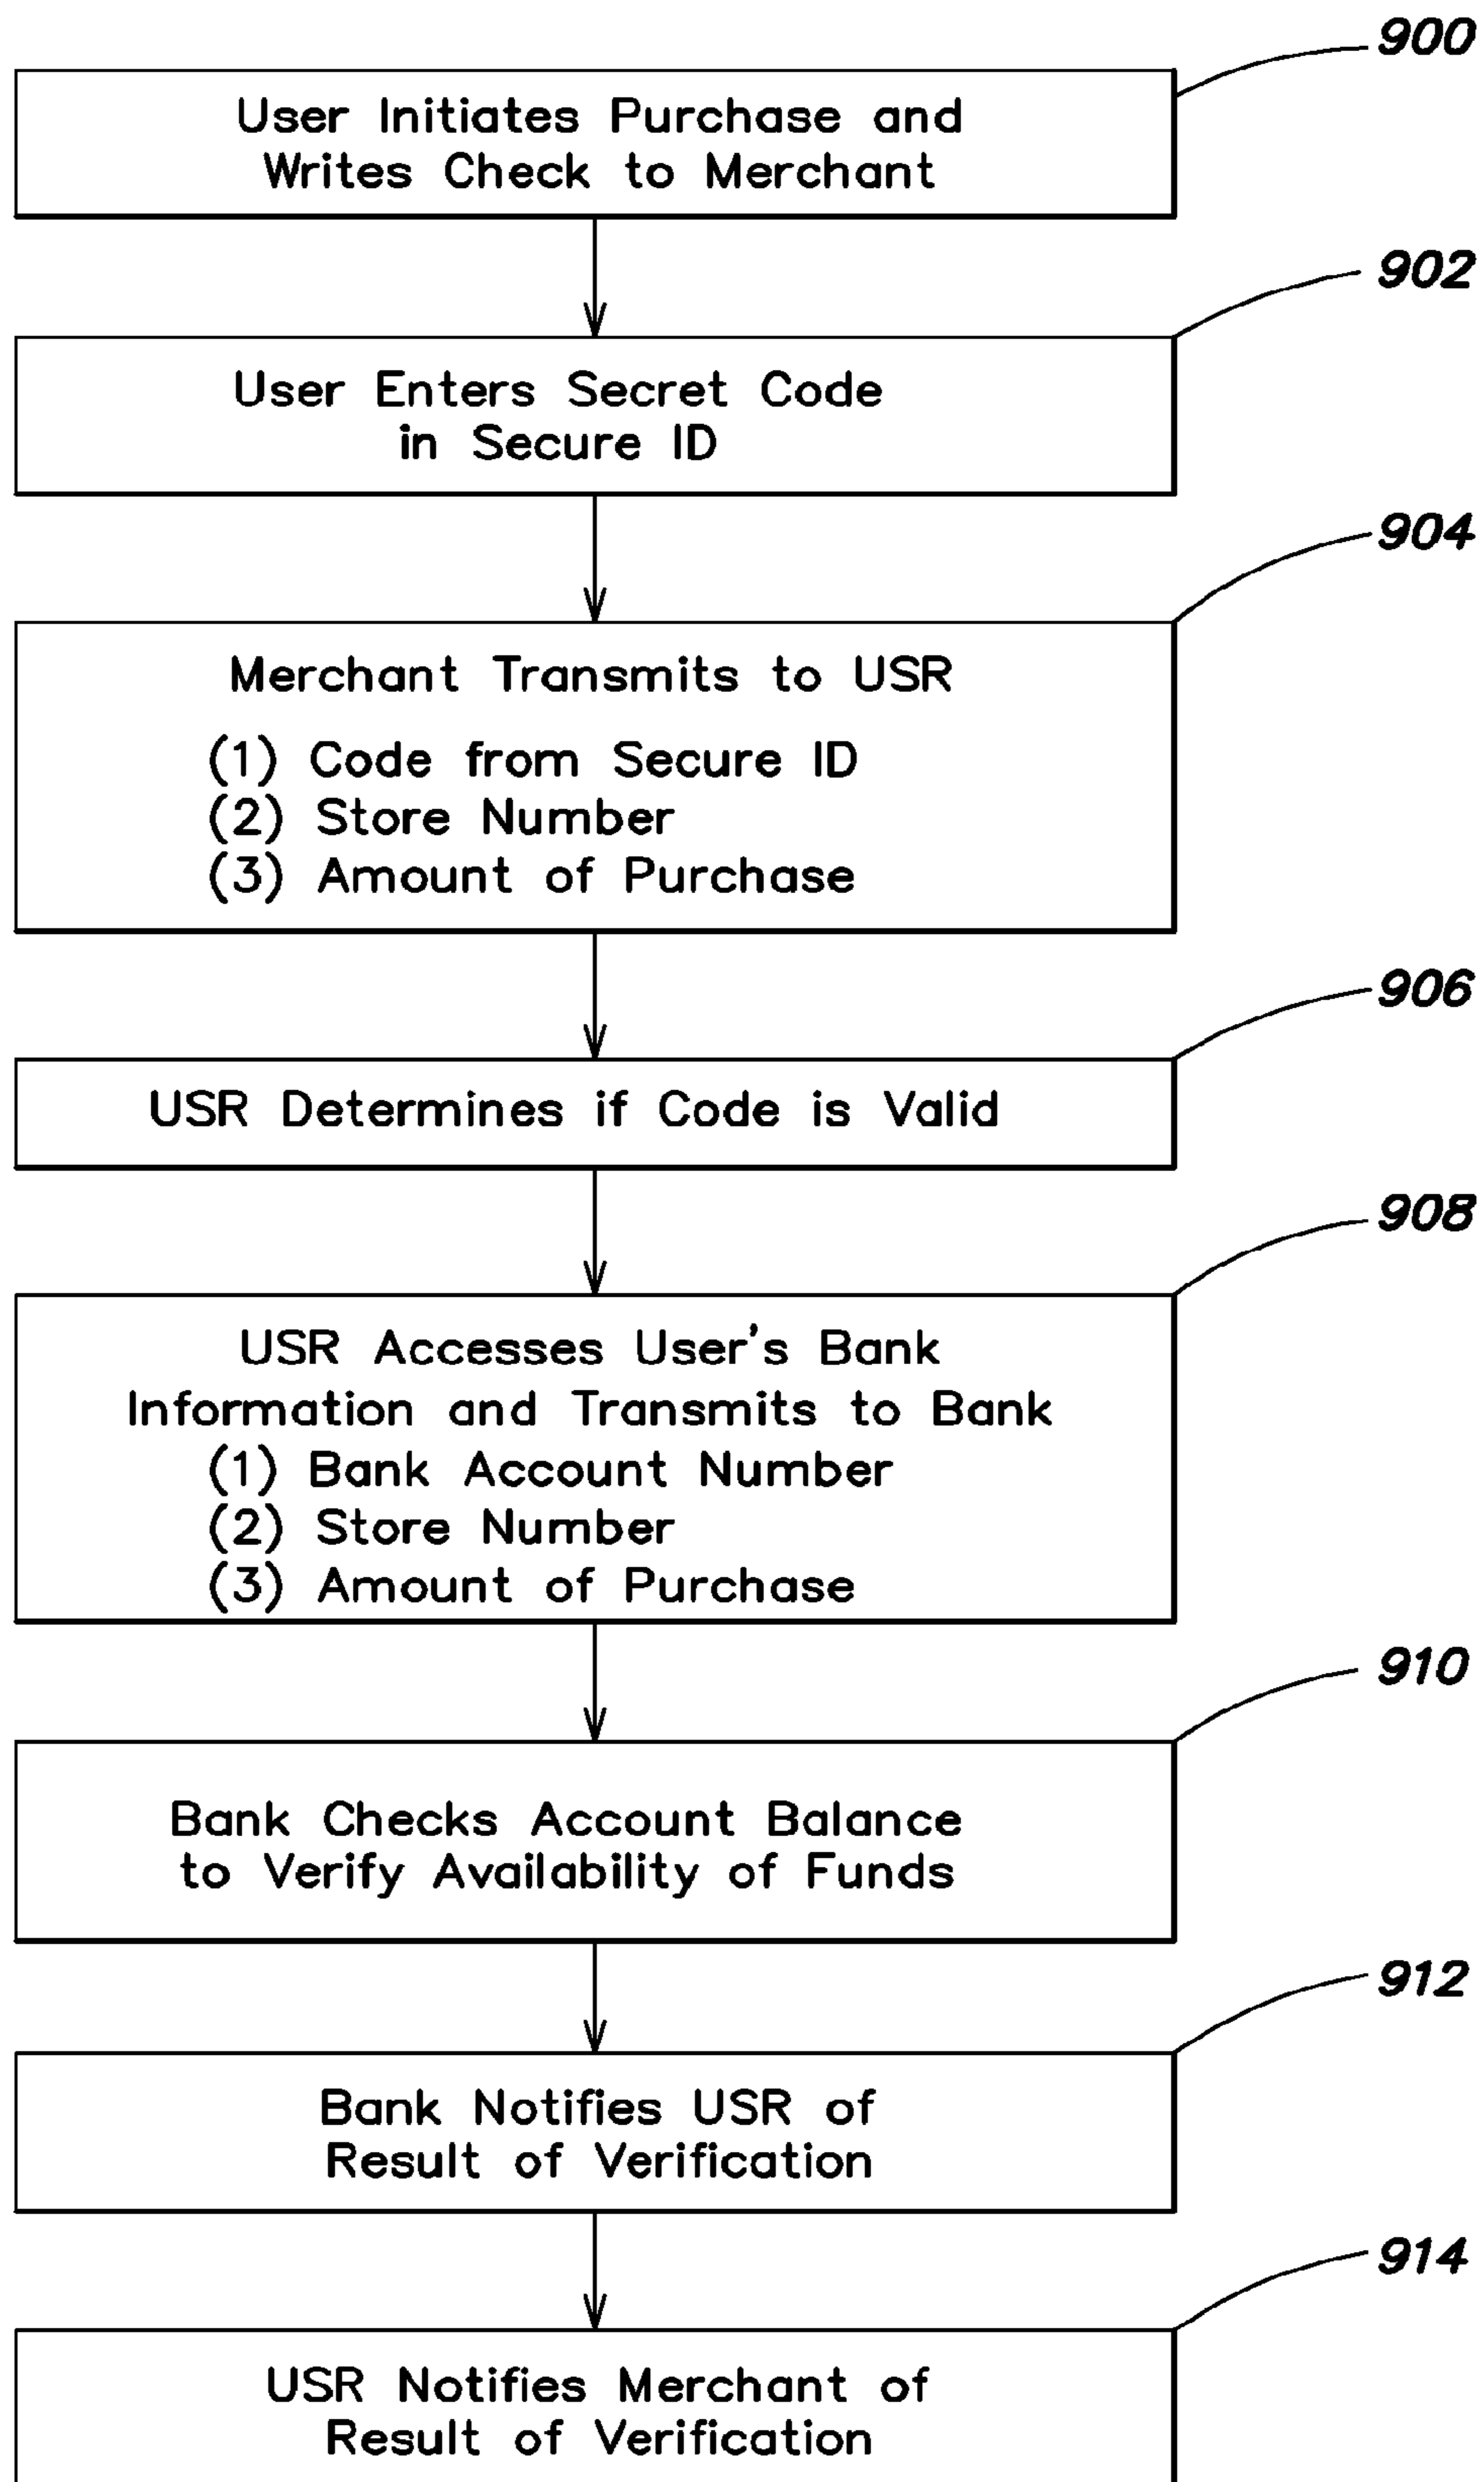 900
User Initiates Purchase and
Writes Check to Merchant
902
User Enters Secret Code
in Secure ID
904
Merchant Transmits to USR
(1) Code from Secure ID
(2) Store Number
(3) Amount of Purchase
906
USR Determines if Code is Valid
908
USR Accesses User's Bank
Information and Transmits to Bank
(1) Bank Account Number
(2) Store Number
(3) Amount of Purchase
910
Bank Checks Account Balance
to Verify Availability of Funds
912
Bank Notifies USR of
Result of Verification
914
USR Notifies Merchant of
Result of Verification